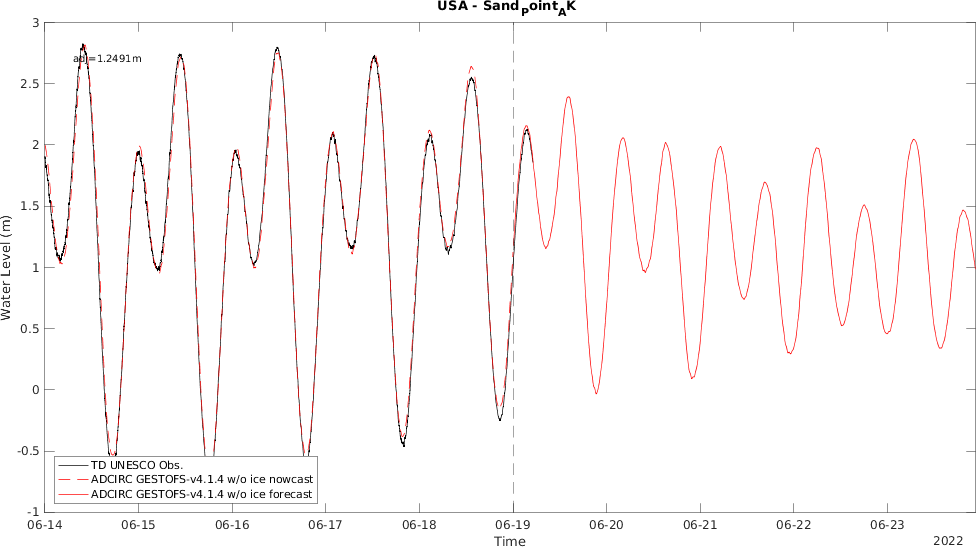 USA - SandPointAK
3
adj=1.2491m
2.5
2
1.5
1
0.5
0
-0.5
-1
Water Level (m)
TD UNESCO Obs.
ADCIRC GESTOFS-v4.1.4 w/o ice nowcast
ADCIRC GESTOFS-v4.1.4 w/o ice forecast
06-14 06-15 06-16 06-17 06-18 06-19 06-20 06-21 06-22 06-23
Time
2022